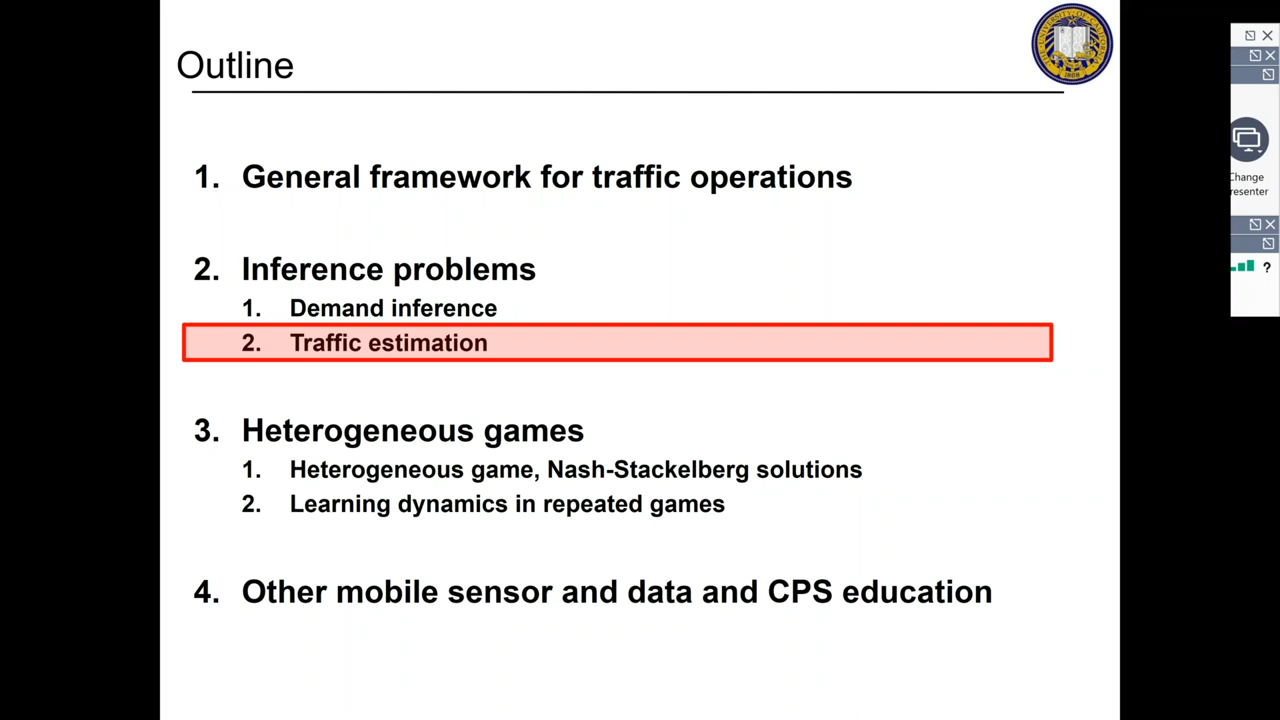 Outline
1. General framework for traffic operations
2. Inference problems
1. Demand inference
2. Traffic estimation
3. Heterogeneous games
1. Heterogeneous game, Nash-Stackelberg solutions
2. Learning dynamics in repeated games
4. Other mobile sensor and data and CPS education
Change
resenter
?